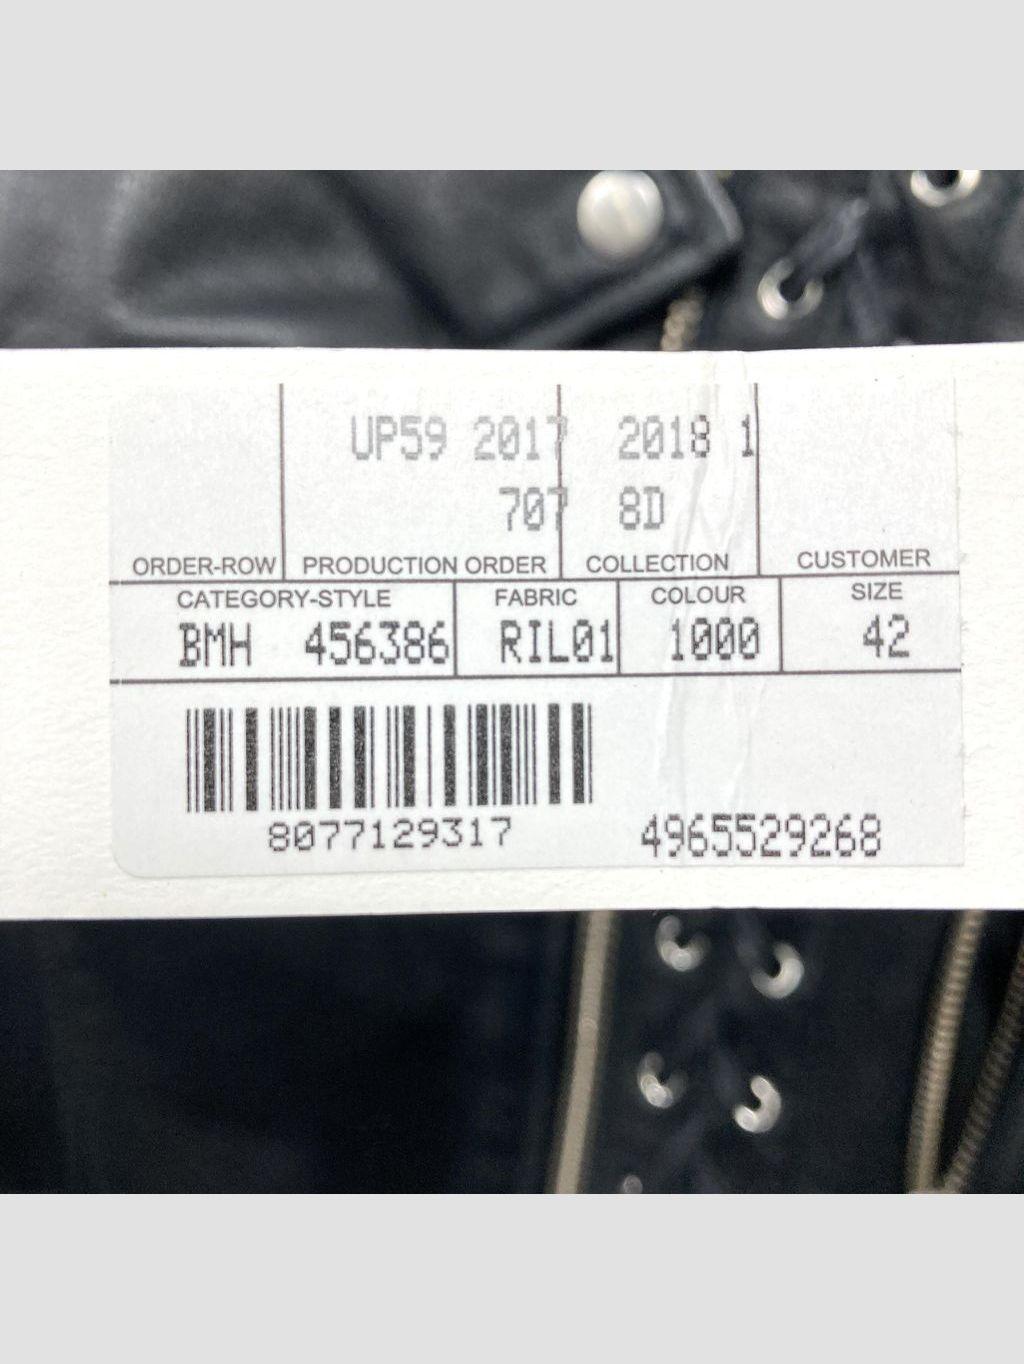 UP59 2017 2018 1
707 8D
ORDER-ROW PRODUCTION ORDER COLLECTION CUSTOMER
CATEGORY-STYLE FABRIC COLOUR SIZE
BMH 456386 RIL01 1000 42
8077129317 4965529268